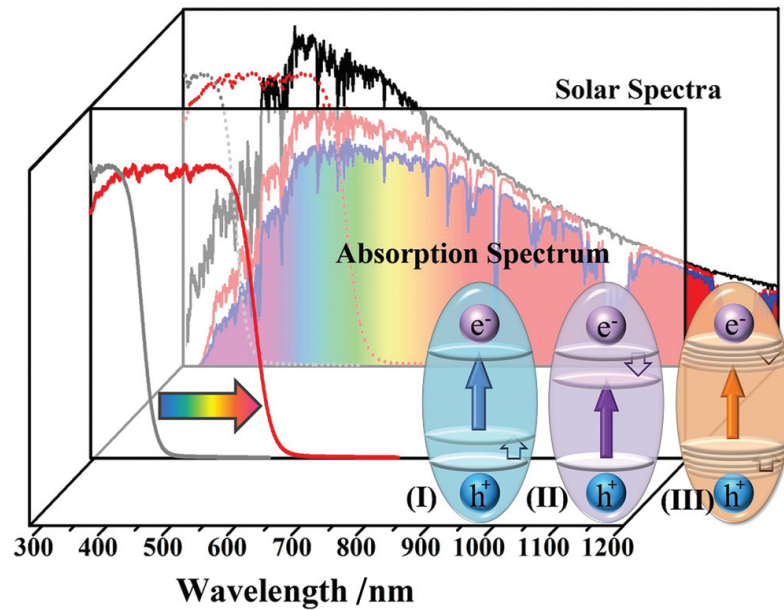 Solar Spectra
Absorption Spectrum
e⁻ e⁻ e⁻
(I) h⁺ (II) h⁺ (III) h⁺
300 400 500 600 700 800 900 1000 1100 1200
Wavelength /nm